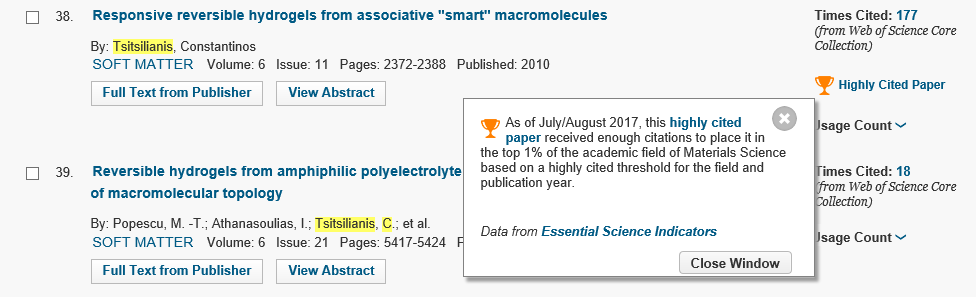 38. Responsive reversible hydrogels from associative "smart" macromolecules
By: Tsitsilianis, Constantinos
SOFT MATTER Volume: 6 Issue: 11 Pages: 2372-2388 Published: 2010
Full Text from Publisher View Abstract
Times Cited: 177
(from Web of Science Core
Collection)
Highly Cited Paper
sage Count
As of July/August 2017, this highly cited
paper received enough citations to place it in
the top 1% of the academic field of Materials Science
based on a highly cited threshold for the field and
publication year.
Data from Essential Science Indicators
Close Window
39. Reversible hydrogels from amphiphilic polyelectrolyte
of macromolecular topology
By: Popescu, M. -T.; Athanasoulias, I.; Tsitsilianis, C.; et al.
SOFT MATTER Volume: 6 Issue: 21 Pages: 5417-5424
Full Text from Publisher View Abstract
Times Cited: 18
(from Web of Science Core
Collection)
sage Count